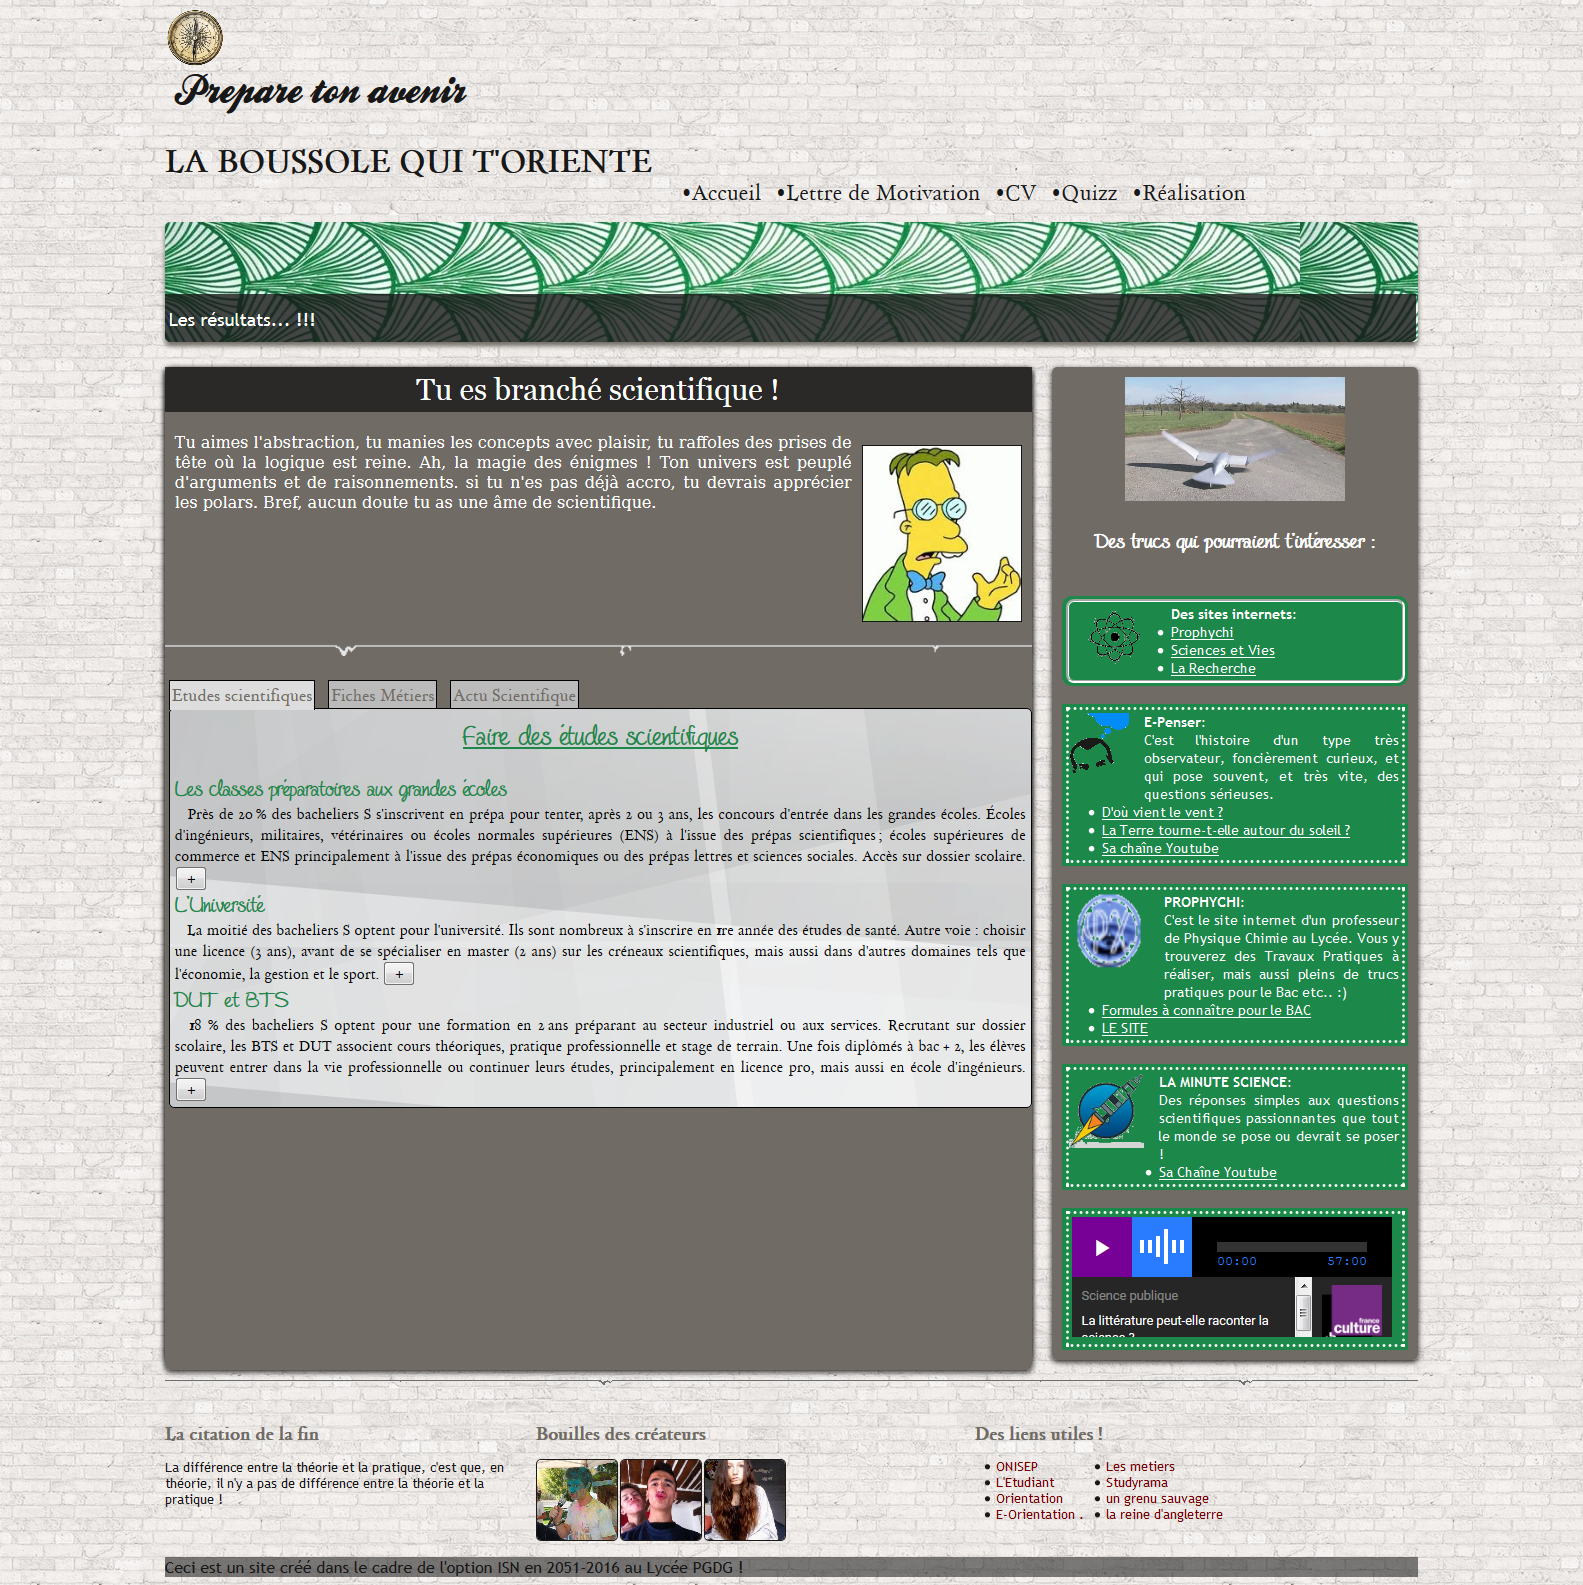 Prepare ton avenir
LA BOUSSOLE QUI T'ORIENTE
•Accueil •Lettre de Motivation •CV •Quizz •Réalisation
Les résultats... !!!
Tu es branché scientifique !
Tu aimes l'abstraction, tu manies les concepts avec plaisir, tu raffoles des prises de
tête où la logique est reine. Ah, la magie des énigmes ! Ton univers est peuplé
d'arguments et de raisonnements. si tu n'es pas déjà accro, tu devrais apprécier
les polars. Bref, aucun doute tu as une âme de scientifique.
Etudes scientifiques Fiches Métiers Actu Scientifique
Faire des études scientifiques
Les classes préparatoires aux grandes écoles
Près de 20 % des bacheliers S s'inscrivent en prépa pour tenter, après 2 ou 3 ans, les concours d'entrée dans les grandes écoles. Écoles
d'ingénieurs, militaires, vétérinaires ou écoles normales supérieures (ENS) à l'issue des prépas scientifiques ; écoles supérieures de
commerce et ENS principalement à l'issue des prépas économiques ou des prépas lettres et sciences sociales. Accès sur dossier scolaire.
+
L'Université
La moitié des bacheliers S optent pour l'université. Ils sont nombreux à s'inscrire en 1re année des études de santé. Autre voie : choisir
une licence (3 ans), avant de se spécialiser en master (2 ans) sur les créneaux scientifiques, mais aussi dans d'autres domaines tels que
l'économie, la gestion et le sport. +
DUT et BTS
18 % des bacheliers S optent pour une formation en 2 ans préparant au secteur industriel ou aux services. Recrutant sur dossier
scolaire, les BTS et DUT associent cours théoriques, pratique professionnelle et stage de terrain. Une fois diplômés à bac + 2, les élèves
peuvent entrer dans la vie professionnelle ou continuer leurs études, principalement en licence pro, mais aussi en école d'ingénieurs.
+
Des trucs qui pourraient t'intéresser :
Des sites internets:
• Prophychi
• Sciences et Vies
• La Recherche
E-Penser:
C'est l'histoire d'un type très
observateur, foncièrement curieux, et
qui pose souvent, et très vite, des
questions sérieuses.
• D'où vient le vent ?
• La Terre tourne-t-elle autour du soleil ?
• Sa chaîne Youtube
PROPHYCHI:
C'est le site internet d'un professeur
de Physique Chimie au Lycée. Vous y
trouverez des Travaux Pratiques à
réaliser, mais aussi pleins de trucs
pratiques pour le Bac etc.. :)
• Formules à connaître pour le BAC
• LE SITE
LA MINUTE SCIENCE:
Des réponses simples aux questions
scientifiques passionnantes que tout
le monde se pose ou devrait se poser
!
• Sa Chaîne Youtube
00:00 57:00
Science publique
La littérature peut-elle raconter la
science ?
france
culture
La citation de la fin
La différence entre la théorie et la pratique, c'est que, en
théorie, il n'y a pas de différence entre la théorie et la
pratique !
Bouilles des créateurs
Des liens utiles !
• ONISEP
• L'Etudiant
• Orientation
• E-Orientation .
• Les metiers
• Studyrama
• un grenu sauvage
• la reine d'angleterre
Ceci est un site créé dans le cadre de l'option ISN en 2051-2016 au Lycée PGDG !